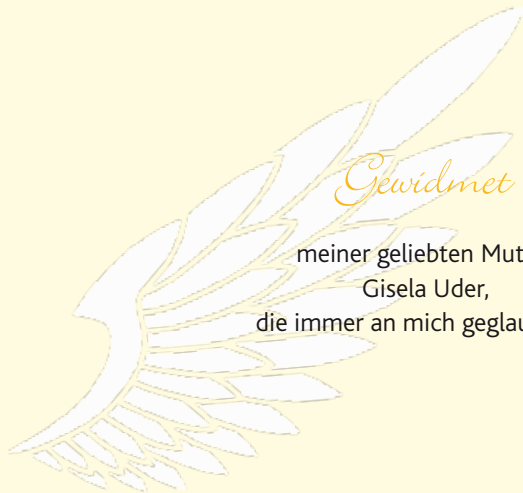 Gewidmet
meiner geliebten
Gisela Uder,
die immer an mich